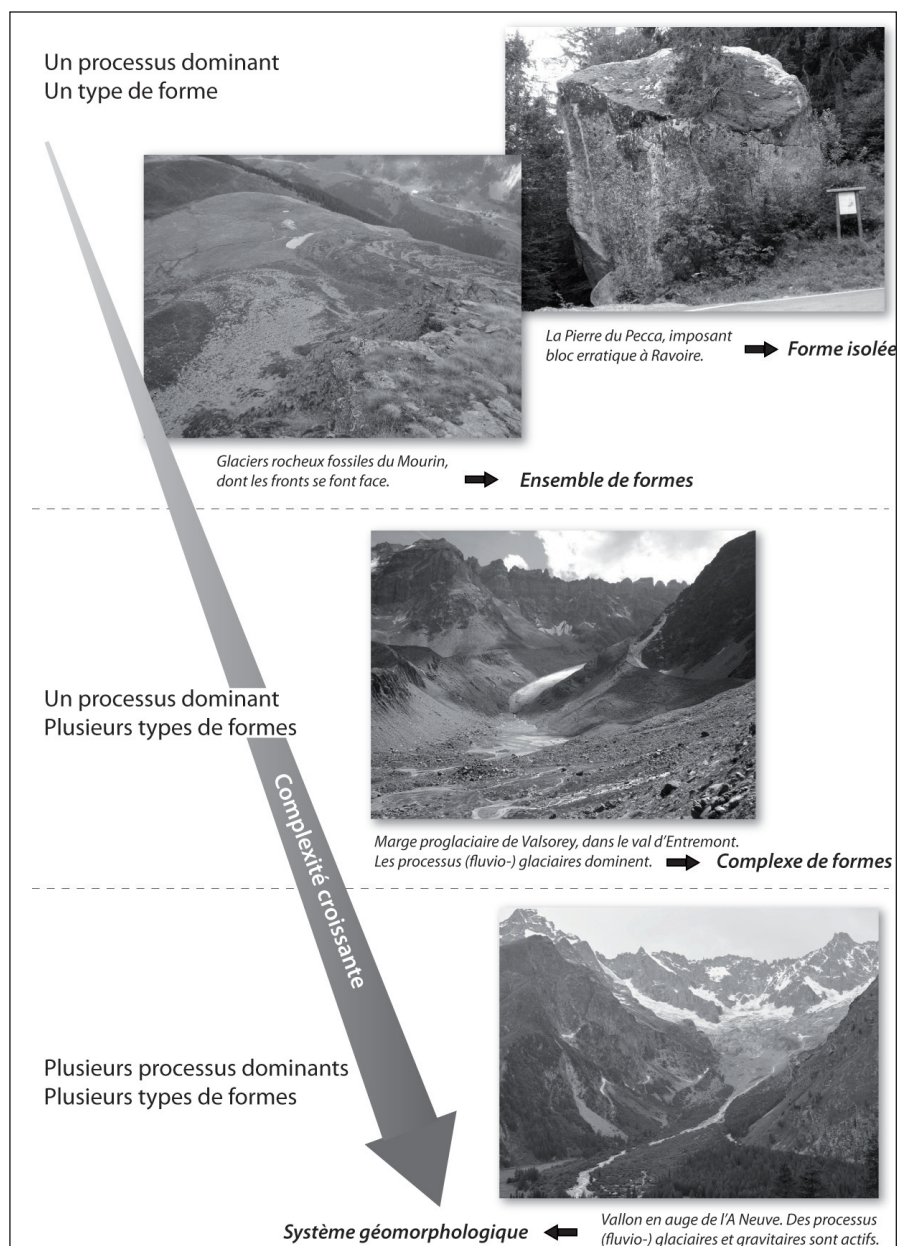 Un processus dominant
Un type de forme
La Pierre du Pecca, imposant
bloc erratique à Ravoire.
Forme isolée
Glaciers rocheux fossiles du Mourin,
dont les fronts se font face.
Ensemble de formes
Un processus dominant
Plusieurs types de formes
Complexité croissante
Marge proglaciaire de Valsorey, dans le val d'Entremont.
Les processus (fluvio-) glaciaires dominent.
Complexe de formes
Plusieurs processus dominants
Plusieurs types de formes
Système géomorphologique
Vallon en auge de l'A Neuve. Des processus
(fluvio-) glaciaires et gravitaires sont actifs.